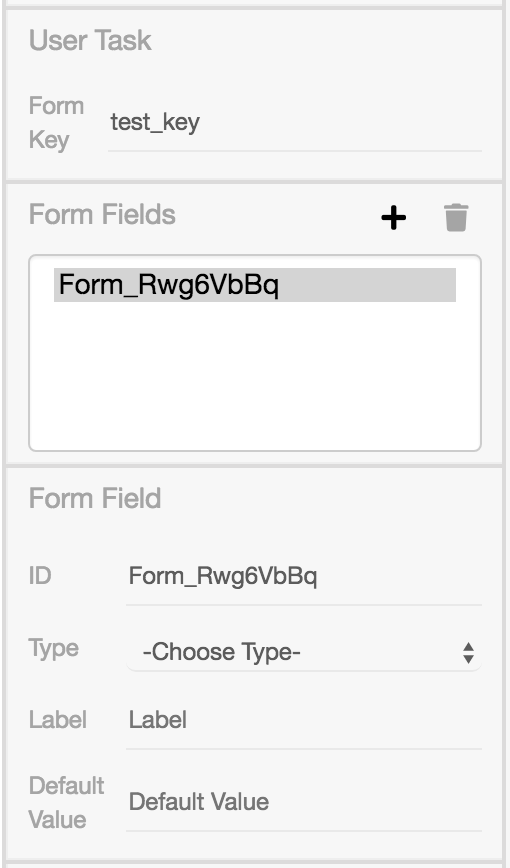 User Task
Form
Key
test_key
Form Fields
Form_Rwg6VbBq
Form Field
ID
Form_Rwg6VbBq
Type
-Choose Type-
Label
Label
Default
Value
Default Value